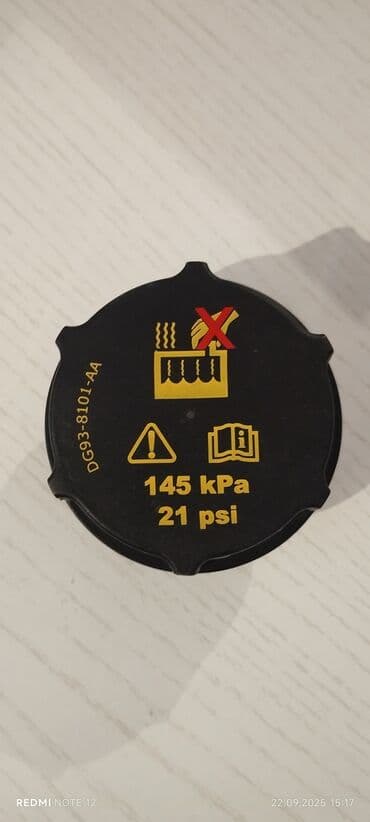 DG93-8101-AA
145 kPa
21 psi
REDMI NOTE 12
22.09.2025 15:17